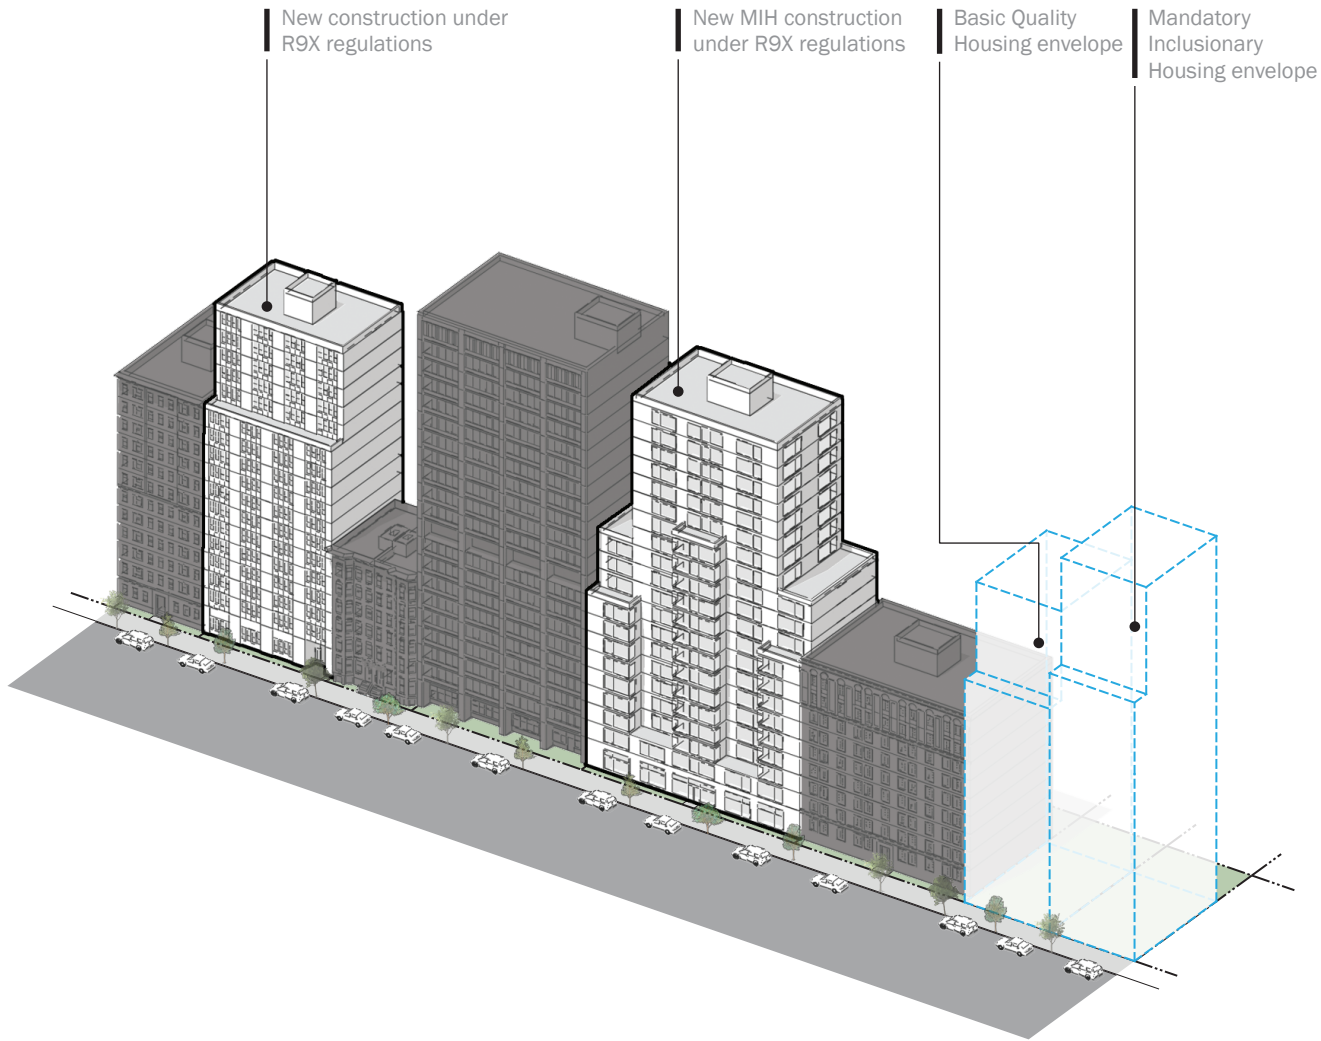 New construction under
R9X regulations
New MIH construction
under R9X regulations
Basic Quality
Housing envelope
Mandatory
Inclusionary
Housing envelope